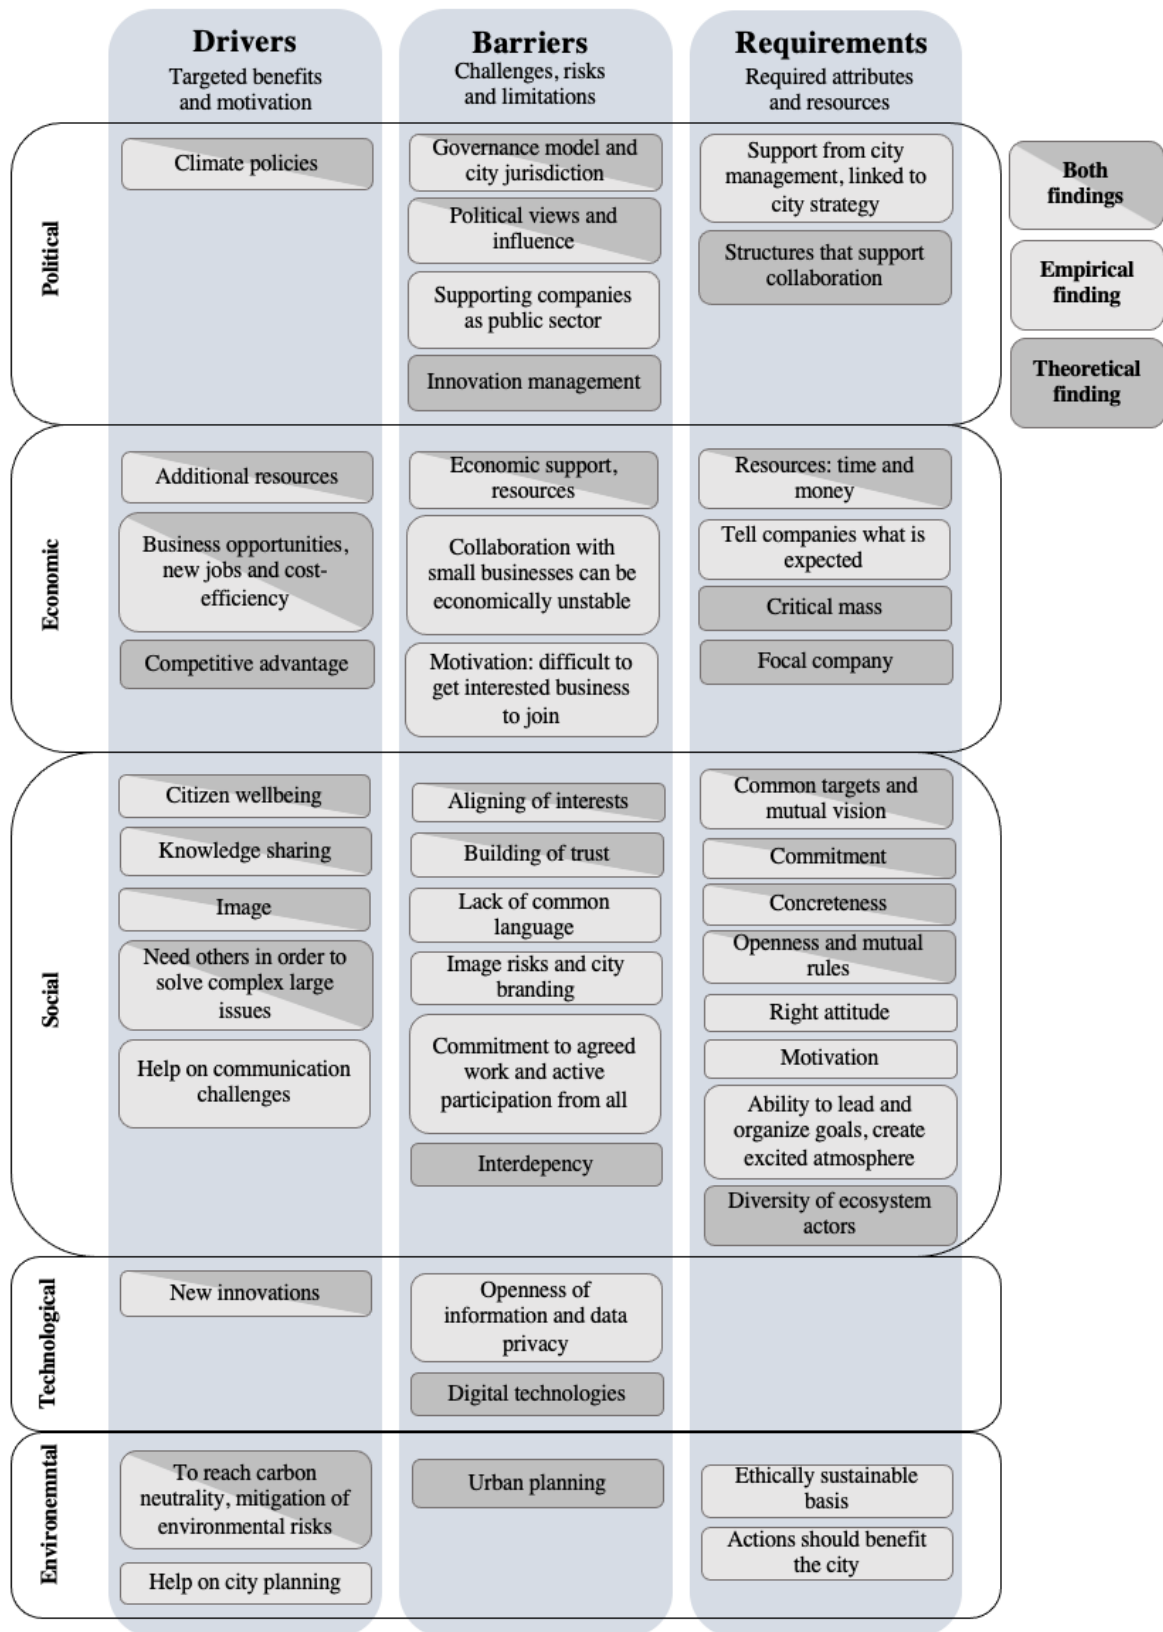 Drivers
Targeted benefits
and motivation
Barriers
Challenges, risks
and limitations
Requirements
Required attributes
and resources
Political
Climate policies
Governance model and
city jurisdiction
Political views and
influence
Supporting companies
as public sector
Innovation management
Support from city
management, linked to
city strategy
Structures that support
collaboration
Both
findings
Empirical
finding
Theoretical
finding
Economic
Additional resources
Business opportunities,
new jobs and cost-
efficiency
Competitive advantage
Economic support,
resources
Collaboration with
small businesses can be
economically unstable
Motivation: difficult to
get interested business
to join
Resources: time and
money
Tell companies what is
expected
Critical mass
Focal company
Social
Citizen wellbeing
Knowledge sharing
Image
Need others in order to
solve complex large
issues
Help on communication
challenges
Aligning of interests
Building of trust
Lack of common
language
Image risks and city
branding
Commitment to agreed
work and active
participation from all
Interdepency
Common targets and
mutual vision
Commitment
Concreteness
Openness and mutual
rules
Right attitude
Motivation
Ability to lead and
organize goals, create
excited atmosphere
Diversity of ecosystem
actors
Technological
New innovations
Openness of
information and data
privacy
Digital technologies
Environemntal
To reach carbon
neutrality, mitigation of
environmental risks
Help on city planning
Urban planning
Ethically sustainable
basis
Actions should benefit
the city